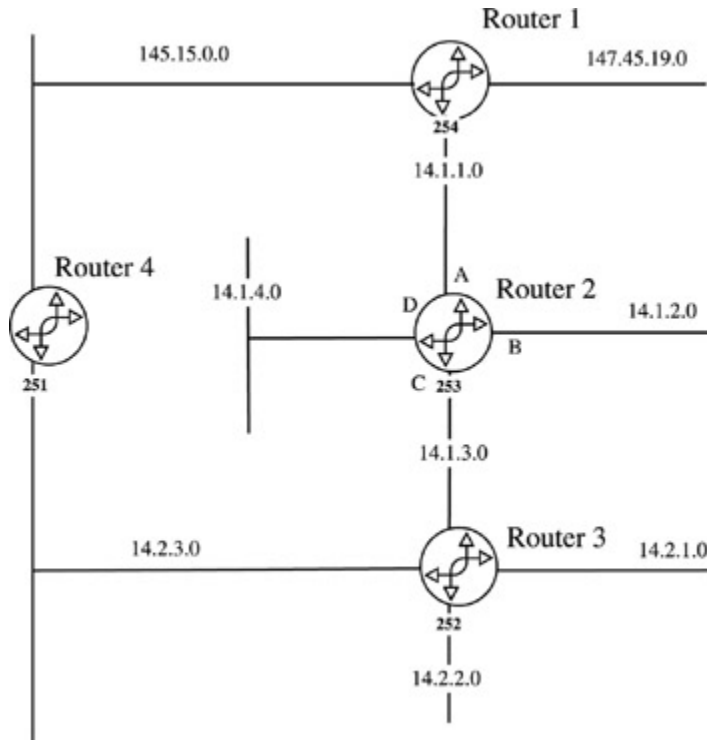 Router 1
145.15.0.0
147.45.19.0
254
14.1.1.0
Router 4
14.1.4.0
A
D
Router 2
14.1.2.0
B
251
C
253
14.1.3.0
14.2.3.0
Router 3
14.2.1.0
252
14.2.2.0